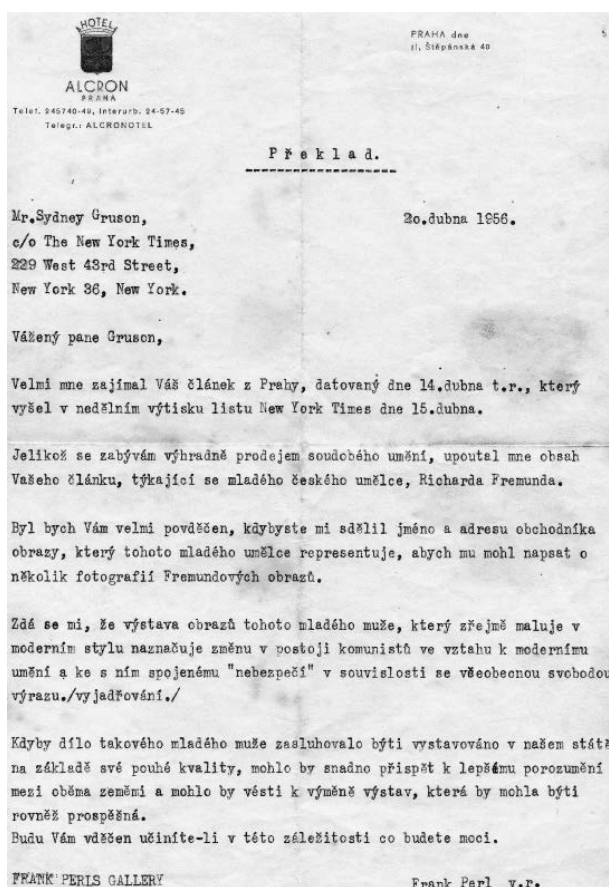 HOTEL
ALCRON
PRAHA
Telef. 245740-49, Interurb. 24-57-45
Telegr.: ALCRONOTEL
PRAHA dne
II, Štěpánská 40
Překlad.
Mr.Sydney Gruson,
2o.dubna 1956.
c/o The New York Times,
229 West 43rd Street,
New York 36, New York.
Vážený pane Gruson,
Velmi mne zajímal Váš článek z Prahy, datovaný dne 14.dubna t.r., který
vyšel v nedělním výtisku listu New York Times dne 15.dubna.
Jelikož se zabývám výhradně prodejem soudobého umění, upoutal mne obsah
Vašeho článku, týkající se mladého českého umělce, Richarda Fremunda.
Byl bych Vám velmi povděčen, kdybyste mi sdělil jméno a adresu obchodníka
obrazy, který tohoto mladého umělce representuje, abych mu mohl napsat o
několik fotografií Fremundových obrazů.
Zdá se mi, že výstava obrazů tohoto mladého muže, který zřejmě maluje v
moderním stylu naznačuje změnu v postoji komunistů ve vztahu k modernímu
umění a ke s ním spojenému "nebezpečí" v souvislosti se všeobecnou svobodou
výrazu./vyjadřování./
Kdyby dílo takového mladého muže zasluhovalo býti vystavováno v našem státě
na základě své pouhé kvality, mohlo by snadno přispět k lepšému porozumění
mezi oběma zeměmi a mohlo by vésti k výměně výstav, která by mohla býti
rovněž prospěšná.
Budu Vám vděčen učiníte-li v této záležitosti co budete moci.
FRANK PERLS GALLERY
Frank Perl v.r.